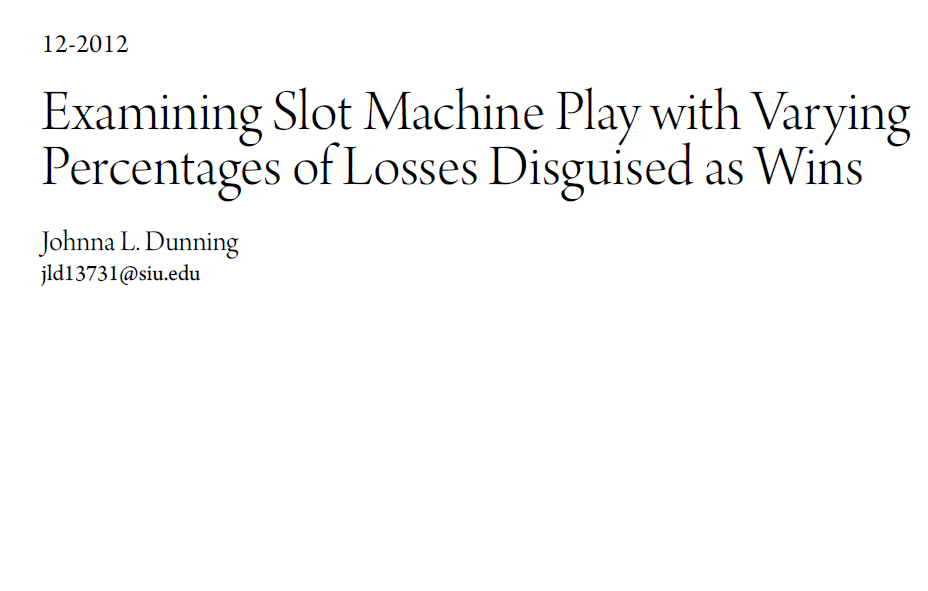 12-2012
Examining Slot Machine Play with Varying
Percentages of Losses Disguised as Wins
Johnna L. Dunning
jld13731@siu.edu